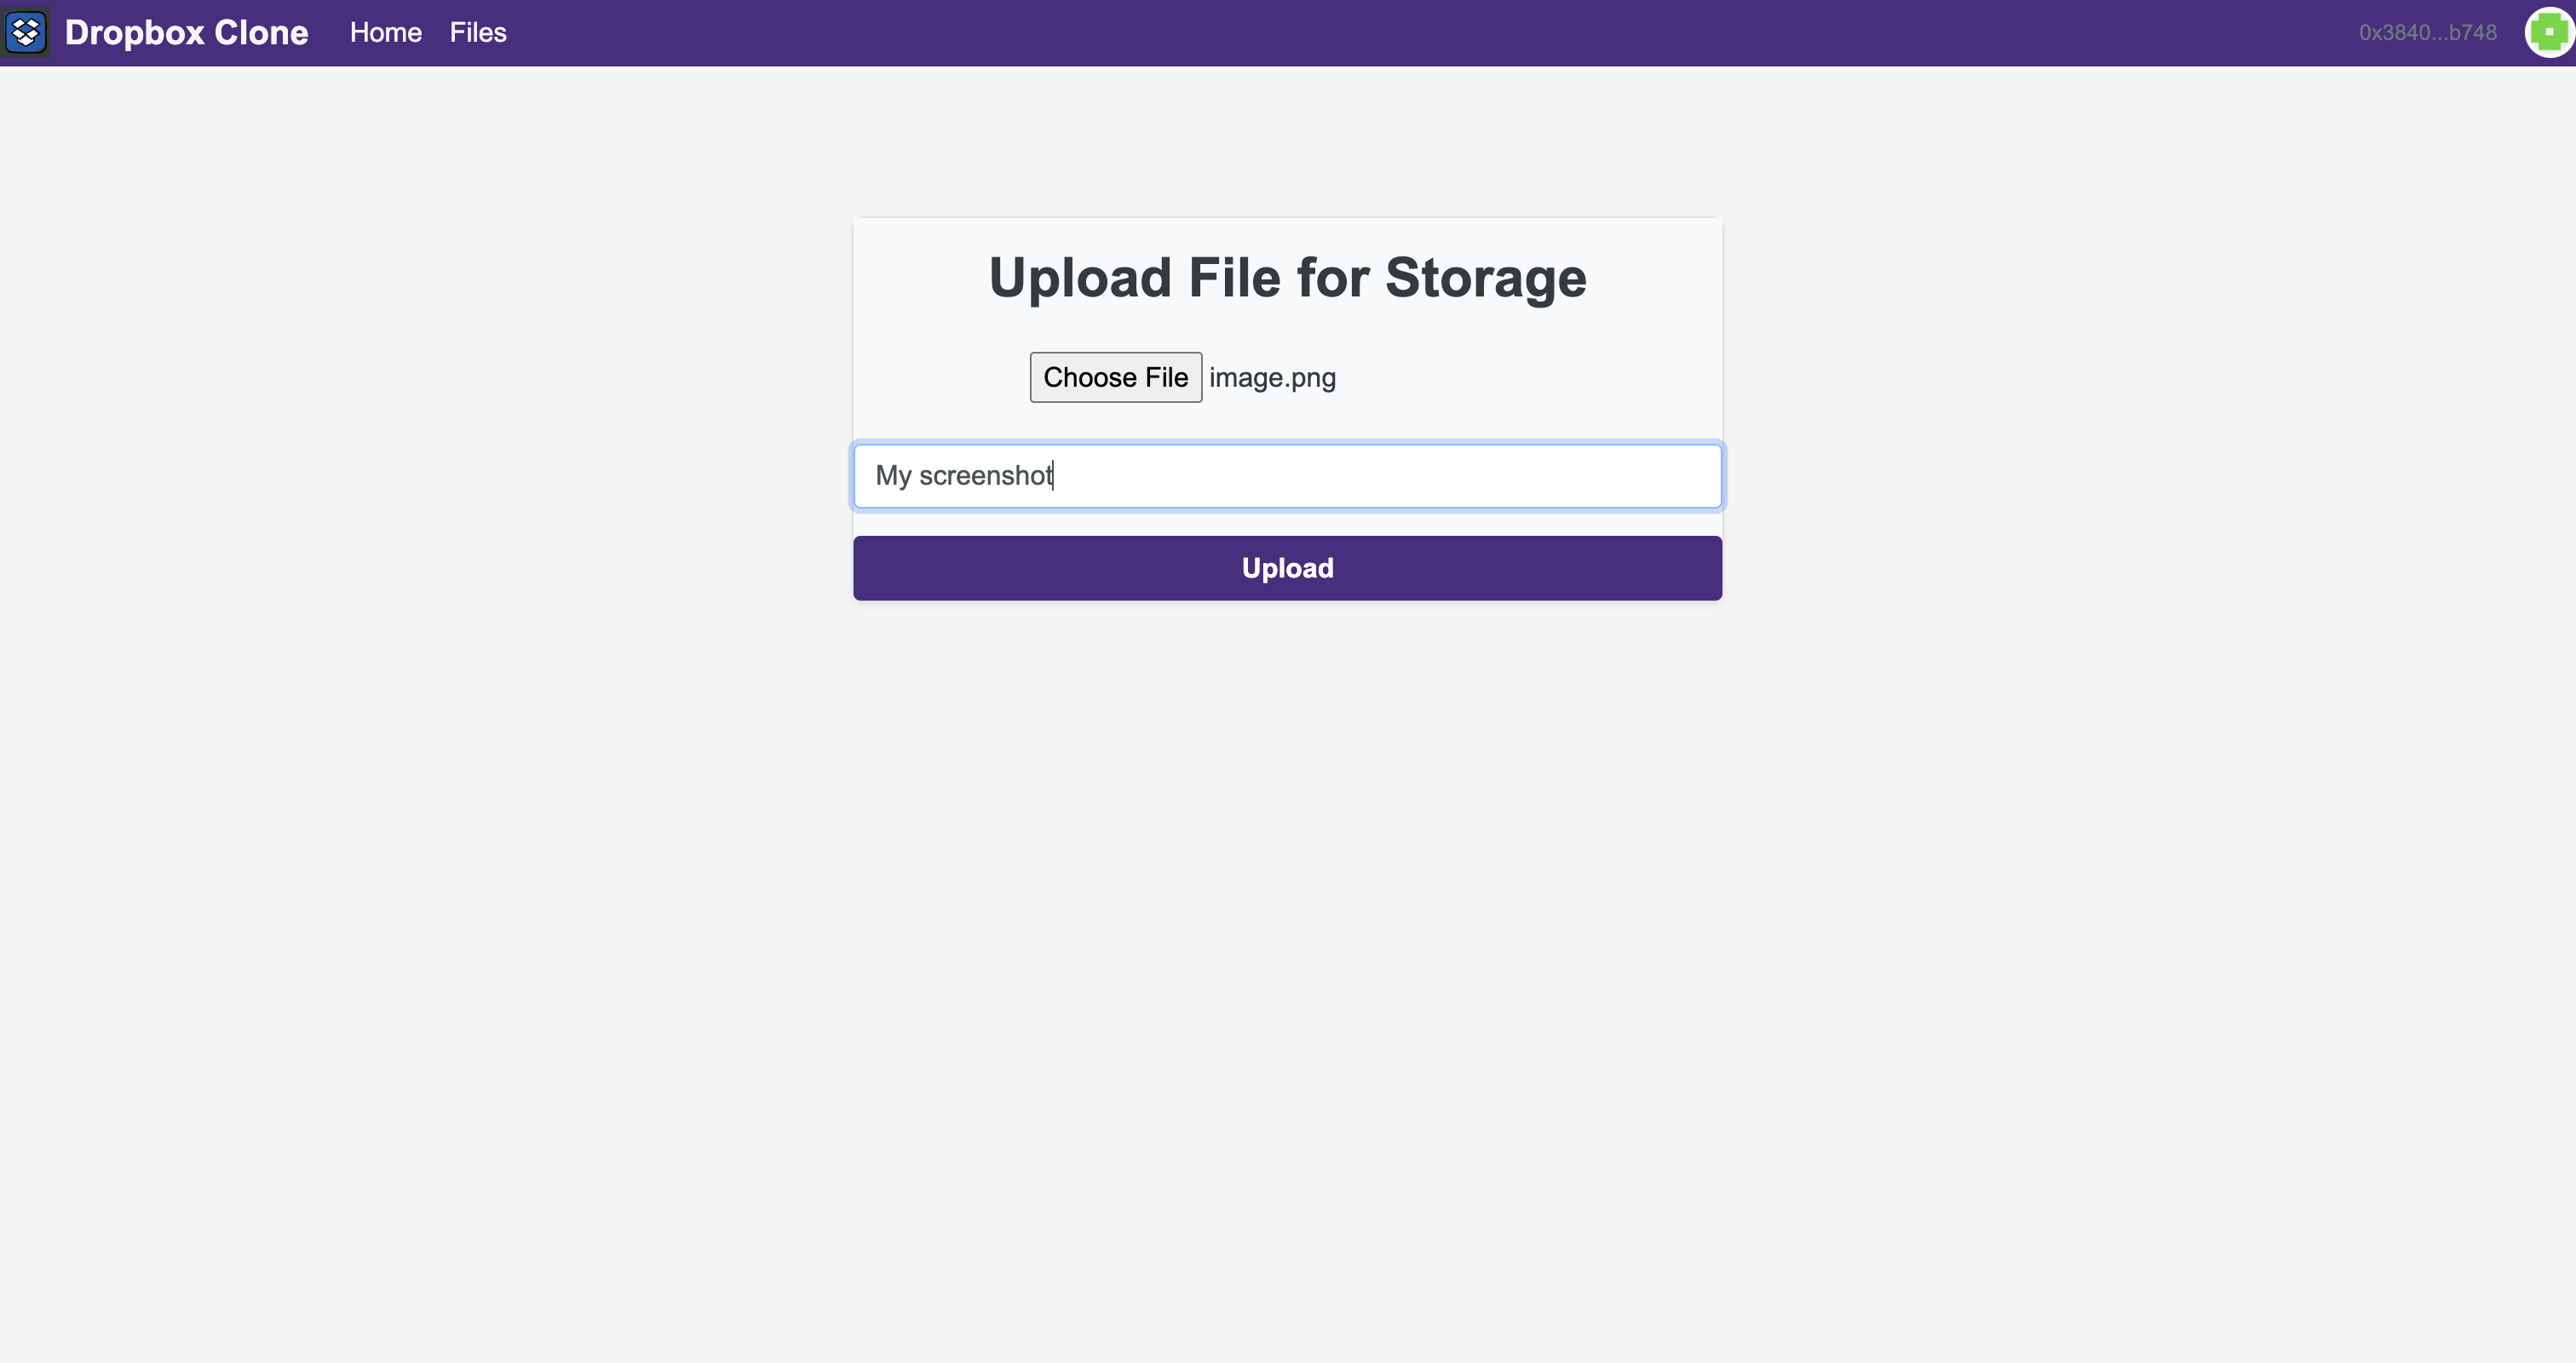 Dropbox Clone Home Files 0x3840...b748
Upload File for Storage
Choose File image.png
My screenshot
Upload